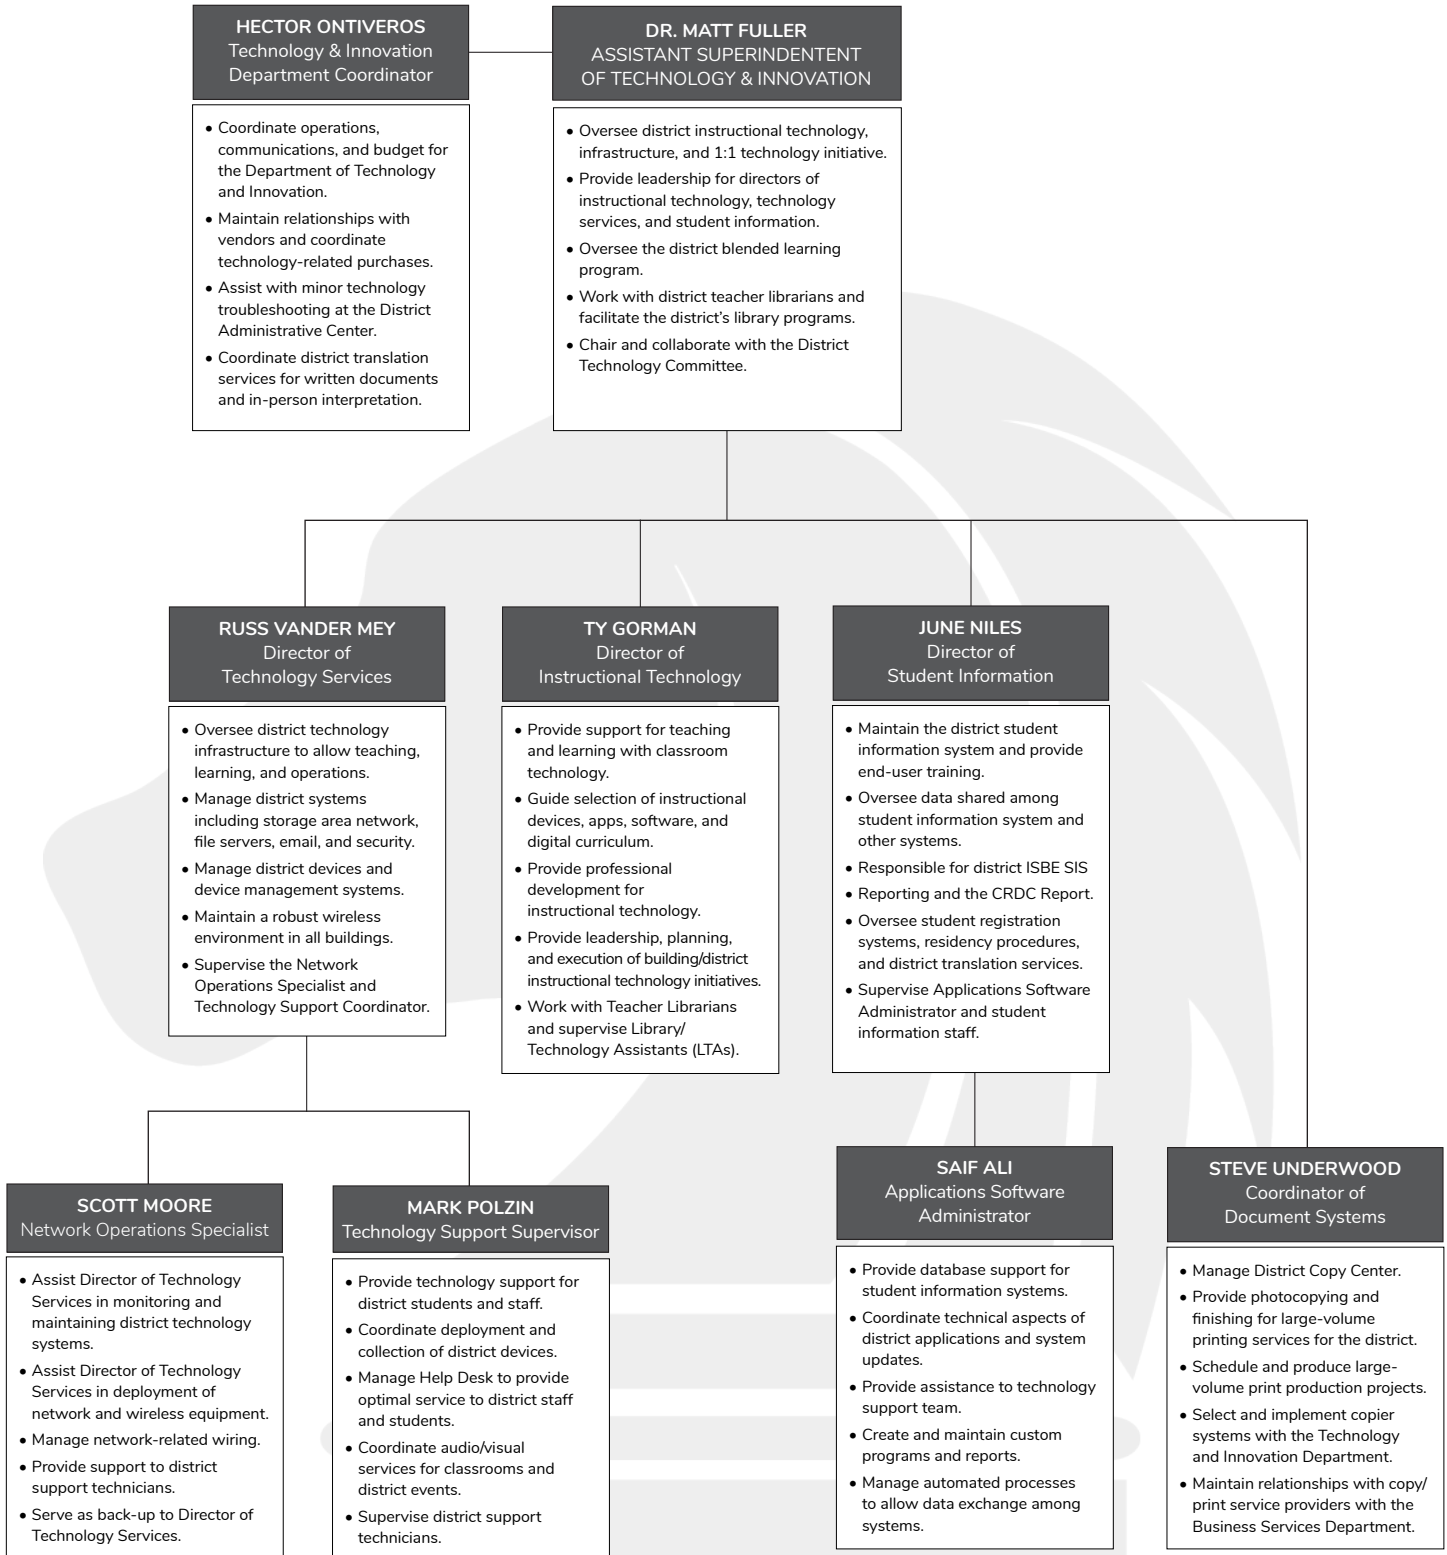 HECTOR ONTIVEROS
Technology & Innovation
Department Coordinator
• Coordinate operations,
communications, and budget for
the Department of Technology
and Innovation.
• Maintain relationships with
vendors and coordinate
technology-related purchases.
• Assist with minor technology
troubleshooting at the District
Administrative Center.
• Coordinate district translation
services for written documents
and in-person interpretation.
DR. MATT FULLER
ASSISTANT SUPERINDENTENT
OF TECHNOLOGY & INNOVATION
• Oversee district instructional technology,
infrastructure, and 1:1 technology initiative.
• Provide leadership for directors of
instructional technology, technology
services, and student information.
• Oversee the district blended learning
program.
• Work with district teacher librarians and
facilitate the district's library programs.
• Chair and collaborate with the District
Technology Committee.
RUSS VANDER MEY
Director of
Technology Services
• Oversee district technology
infrastructure to allow teaching,
learning, and operations.
• Manage district systems
including storage area network,
file servers, email, and security.
• Manage district devices and
device management systems.
• Maintain a robust wireless
environment in all buildings.
• Supervise the Network
Operations Specialist and
Technology Support Coordinator.
TY GORMAN
Director of
Instructional Technology
• Provide support for teaching
and learning with classroom
technology.
• Guide selection of instructional
devices, apps, software, and
digital curriculum.
• Provide professional
development for
instructional technology.
• Provide leadership, planning,
and execution of building/district
instructional technology initiatives.
• Work with Teacher Librarians
and supervise Library/
Technology Assistants (LTAs).
JUNE NILES
Director of
Student Information
• Maintain the district student
information system and provide
end-user training.
• Oversee data shared among
student information system and
other systems.
• Responsible for district ISBE SIS
• Reporting and the CRDC Report.
• Oversee student registration
systems, residency procedures,
and district translation services.
• Supervise Applications Software
Administrator and student
information staff.
SCOTT MOORE
Network Operations Specialist
• Assist Director of Technology
Services in monitoring and
maintaining district technology
systems.
• Assist Director of Technology
Services in deployment of
network and wireless equipment.
• Manage network-related wiring.
• Provide support to district
support technicians.
• Serve as back-up to Director of
Technology Services.
MARK POLZIN
Technology Support Supervisor
• Provide technology support for
district students and staff.
• Coordinate deployment and
collection of district devices.
• Manage Help Desk to provide
optimal service to district staff
and students.
• Coordinate audio/visual
services for classrooms and
district events.
• Supervise district support
technicians.
SAIF ALI
Applications Software
Administrator
• Provide database support for
student information systems.
• Coordinate technical aspects of
district applications and system
updates.
• Provide assistance to technology
support team.
• Create and maintain custom
programs and reports.
• Manage automated processes
to allow data exchange among
systems.
STEVE UNDERWOOD
Coordinator of
Document Systems
• Manage District Copy Center.
• Provide photocopying and
finishing for large-volume
printing services for the district.
• Schedule and produce large-
volume print production projects.
• Select and implement copier
systems with the Technology
and Innovation Department.
• Maintain relationships with copy/
print service providers with the
Business Services Department.